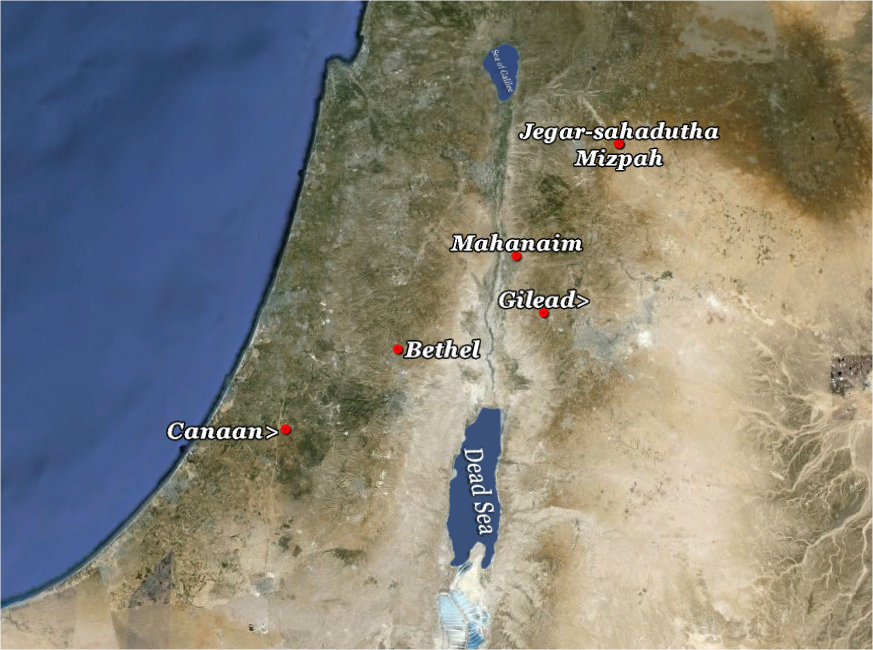 Sea of Galilee
Jegar-sahadutha
Mizpah
Mahanaim
Gilead>
Bethel
Canaan>
Dead Sea